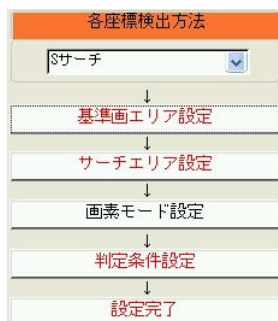 各座標検出方法
Sサーチ
↓
基準画エリア設定
↓
サーチエリア設定
↓
画素モード設定
↓
判定条件設定
↓
設定完了